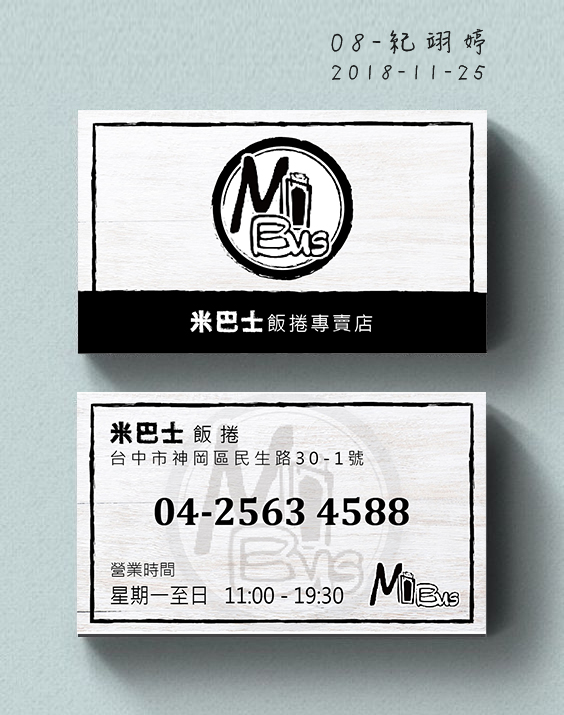 08-紀翊婷
2018-11-25
Mi
Bus
米巴士飯捲專賣店
米巴士 飯捲
台中市神岡區民生路30-1號
04-2563 4588
營業時間
星期一至日 11:00 - 19:30
MiBus